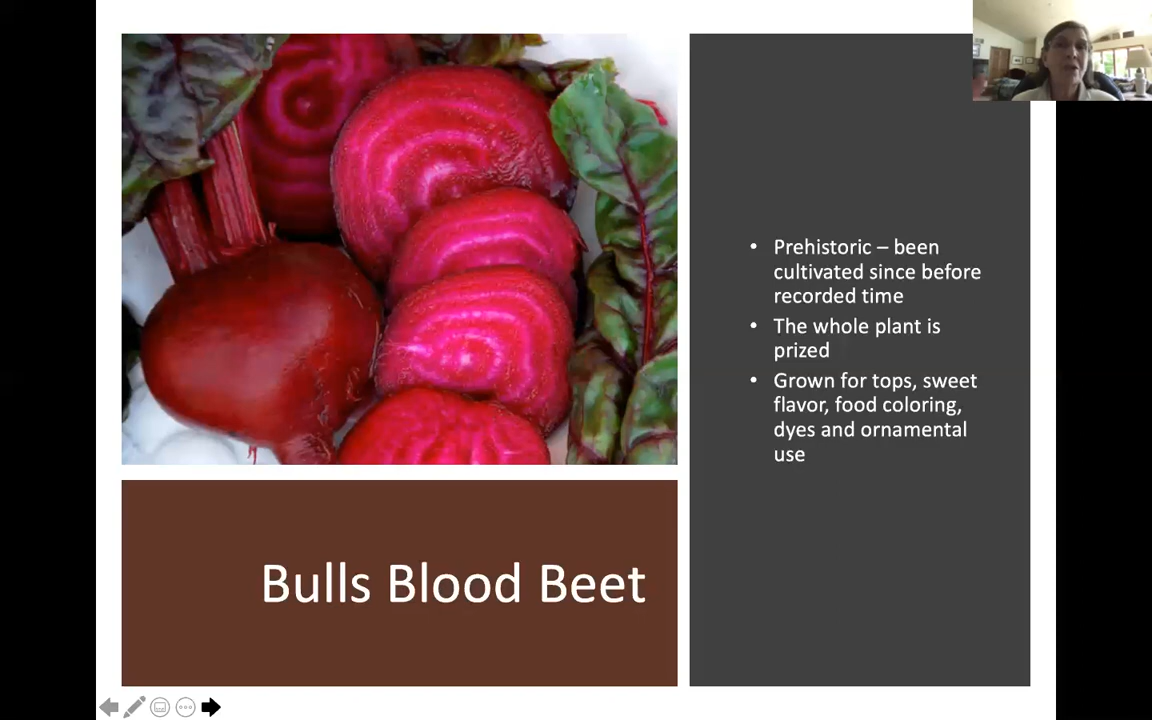 • Prehistoric – been
cultivated since before
recorded time
• The whole plant is
prized
• Grown for tops, sweet
flavor, food coloring,
dyes and ornamental
use
Bulls Blood Beet